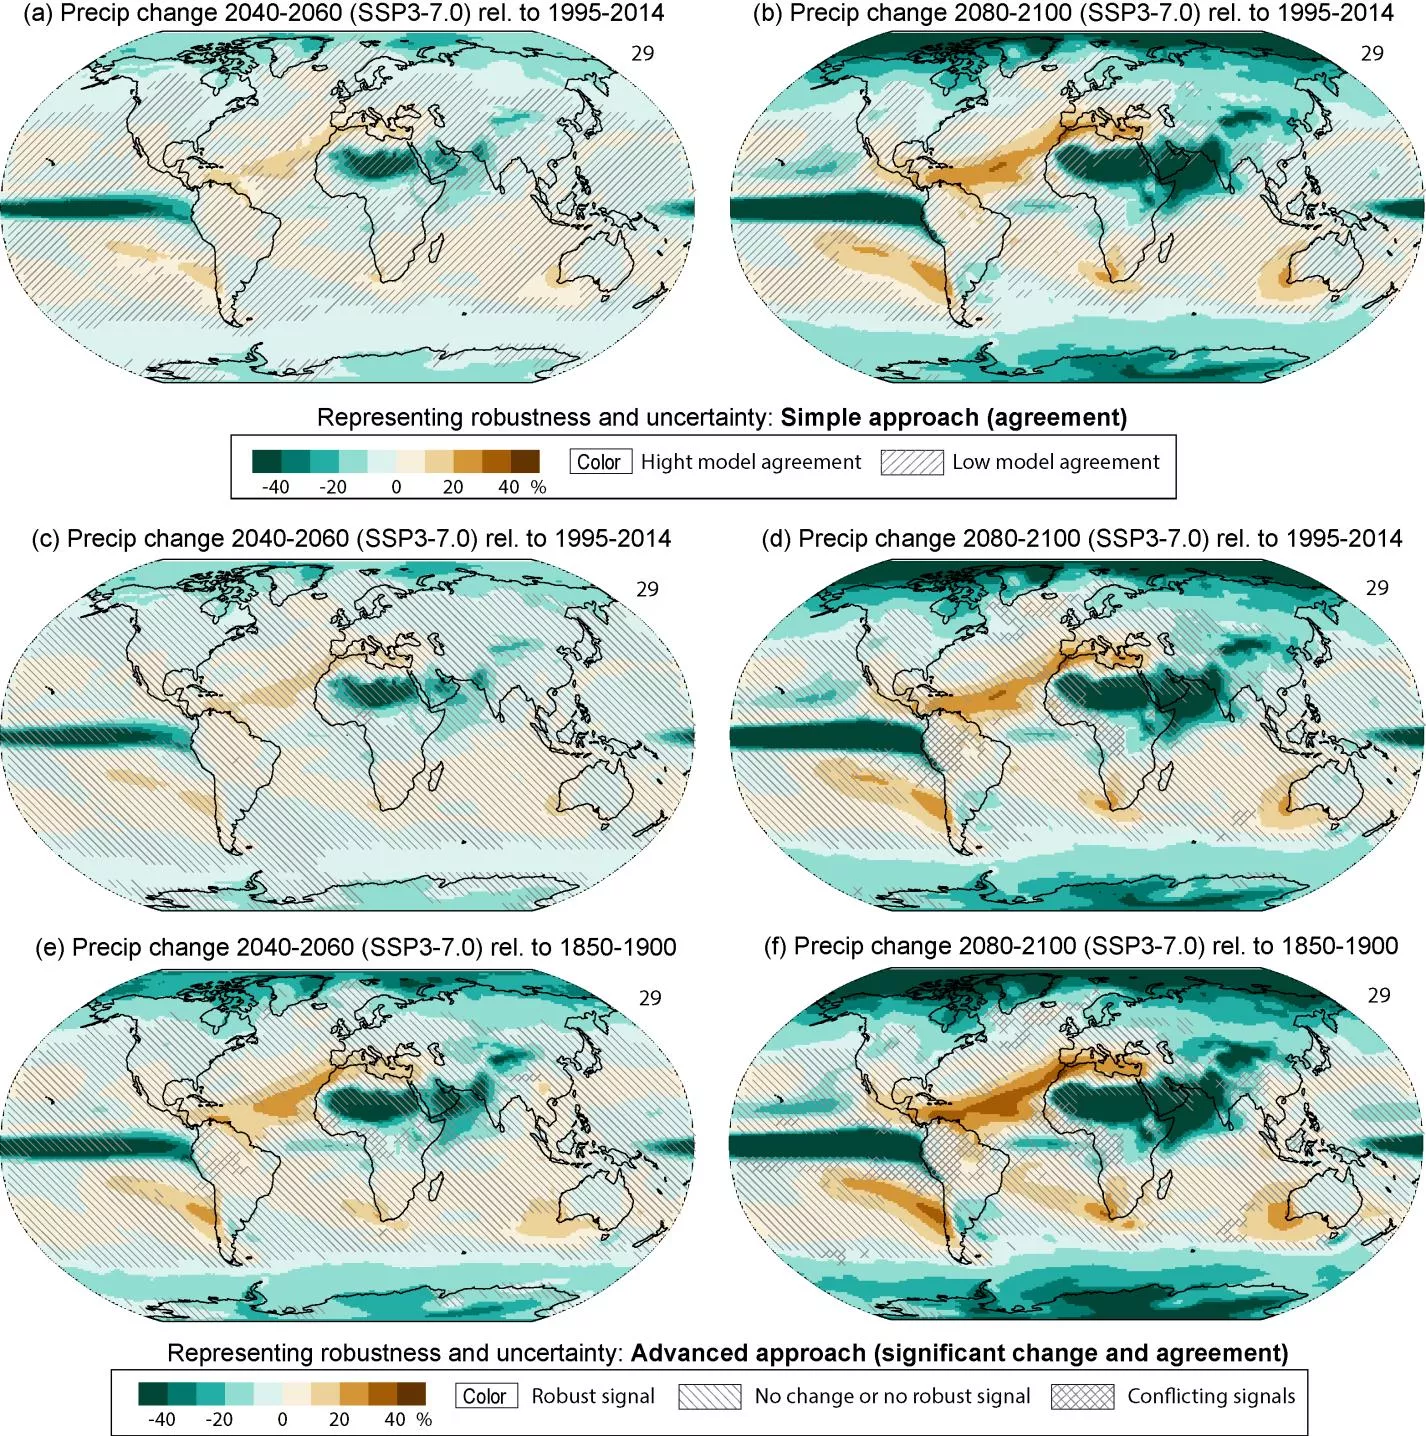 (a) Precip change 2040-2060 (SSP3-7.0) rel. to 1995-2014
(b) Precip change 2080-2100 (SSP3-7.0) rel. to 1995-2014
29
29
Representing robustness and uncertainty: Simple approach (agreement)
Color Hight model agreement Low model agreement
-40 -20 0 20 40 %
(c) Precip change 2040-2060 (SSP3-7.0) rel. to 1995-2014
(d) Precip change 2080-2100 (SSP3-7.0) rel. to 1995-2014
29
29
(e) Precip change 2040-2060 (SSP3-7.0) rel. to 1850-1900
(f) Precip change 2080-2100 (SSP3-7.0) rel. to 1850-1900
29
29
Representing robustness and uncertainty: Advanced approach (significant change and agreement)
Color Robust signal No change or no robust signal Conflicting signals
-40 -20 0 20 40 %